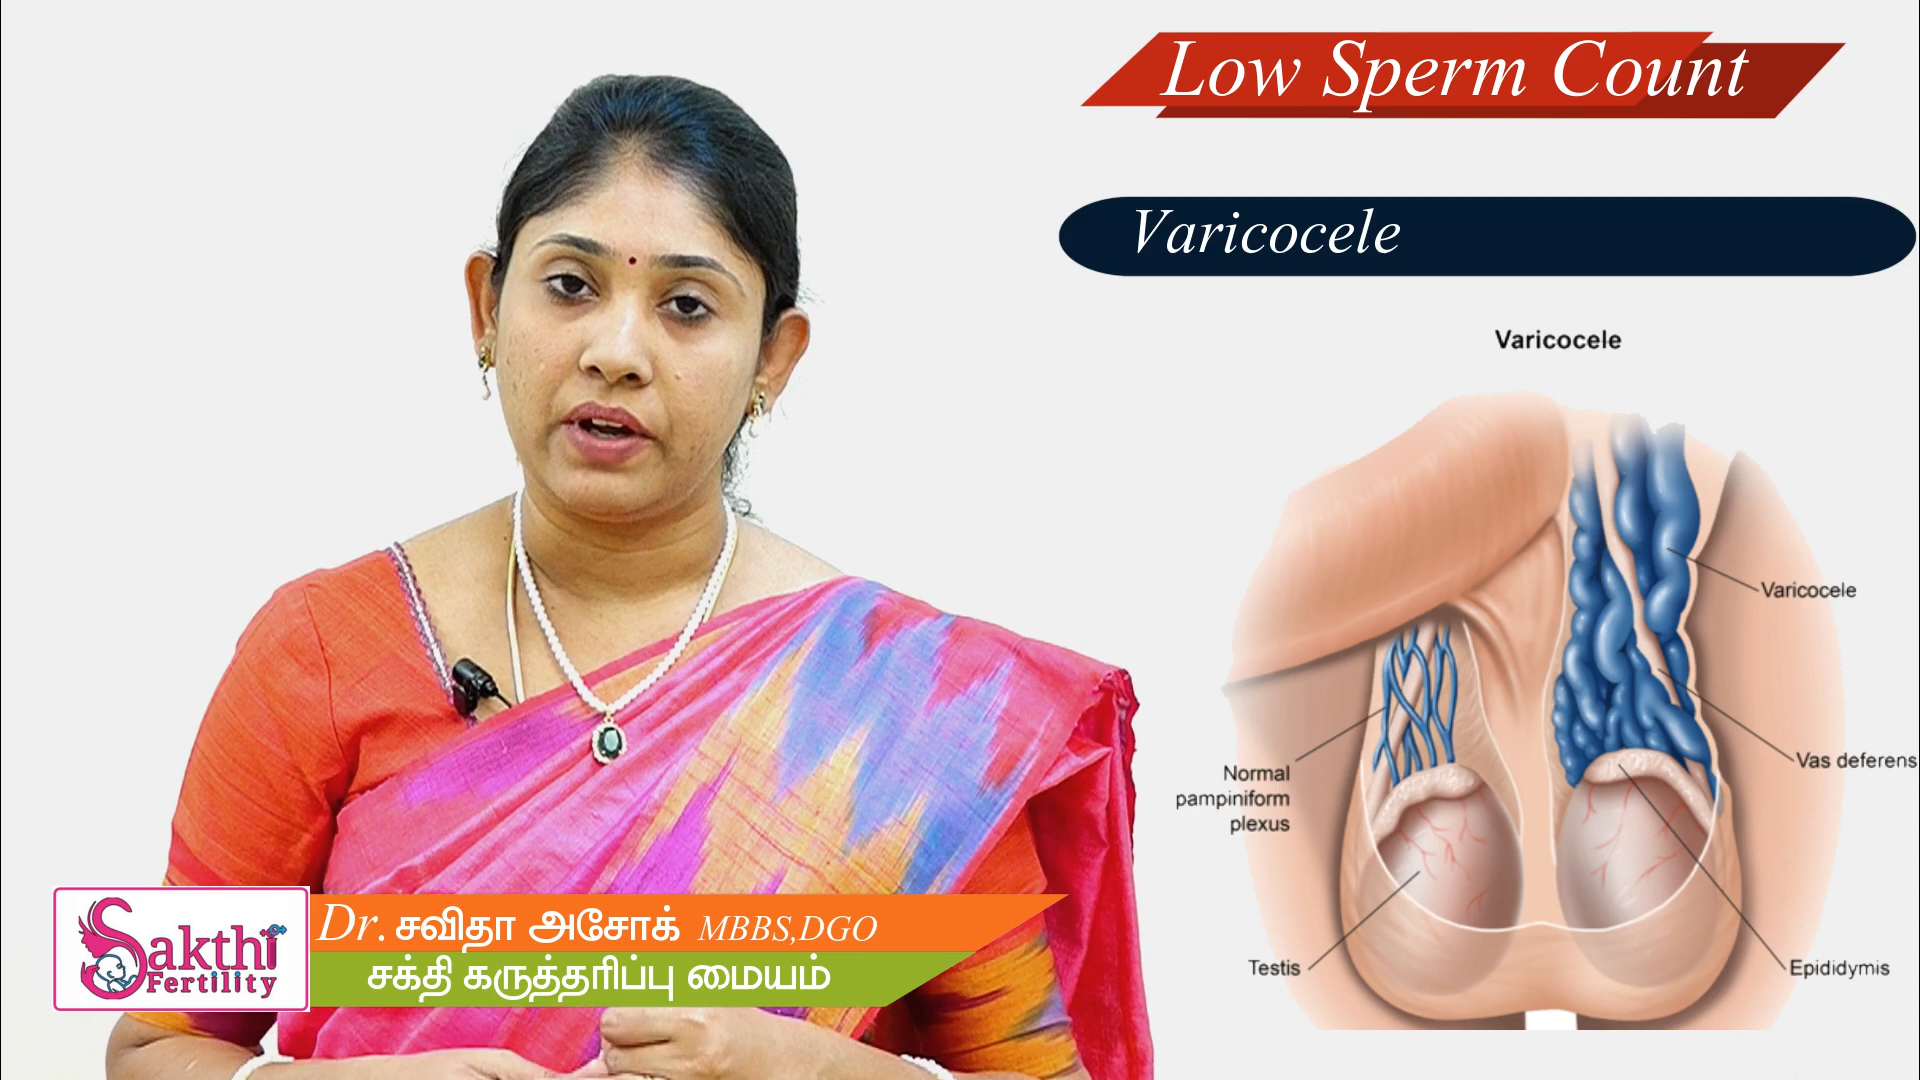 Low Sperm Count
Varicocele
Varicocele
Varicocele
Vas deferens
Normal
pampiniform
plexus
Testis
Epididymis
Sakthi
Fertility
Dr. சவிதா அசோக் MBBS,DGO
சக்தி கருத்தரிப்பு மையம்